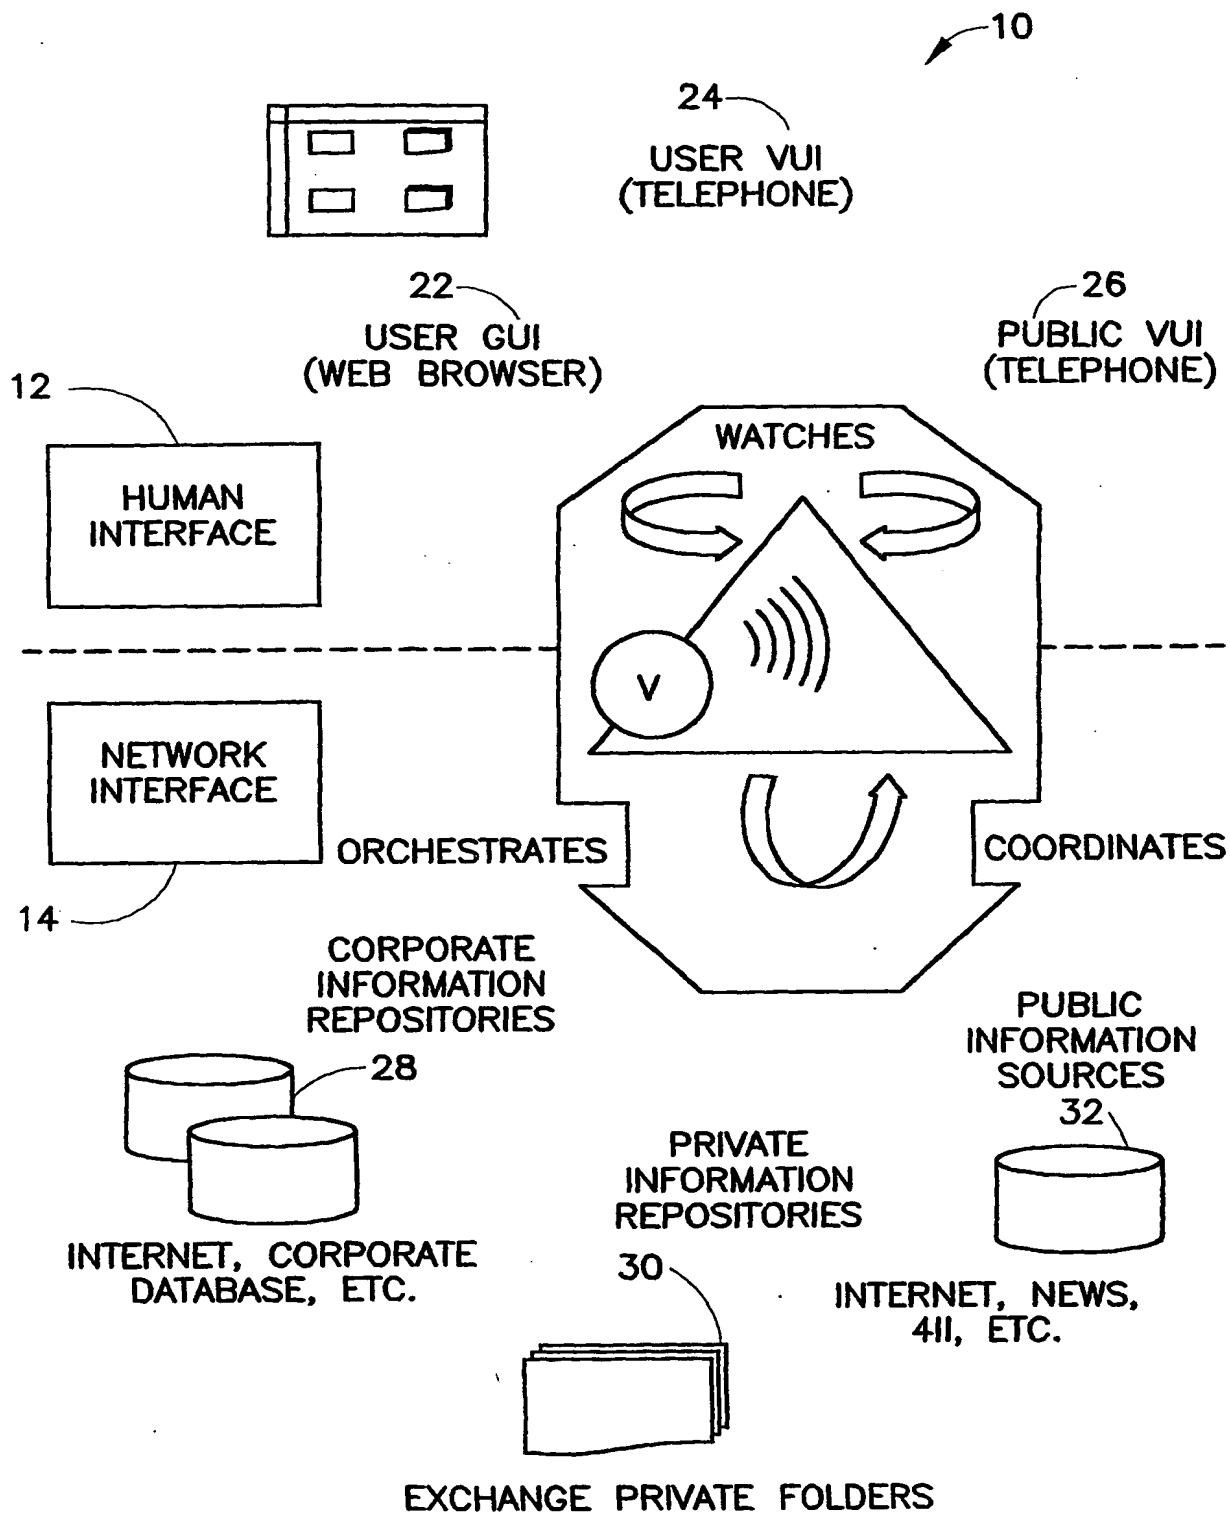 10
24
USER VUI
(TELEPHONE)
22
USER GUI
(WEB BROWSER)
26
PUBLIC VUI
(TELEPHONE)
12
HUMAN
INTERFACE
WATCHES
V
NETWORK
INTERFACE
14
ORCHESTRATES
COORDINATES
CORPORATE
INFORMATION
REPOSITORIES
28
INTERNET, CORPORATE
DATABASE, ETC.
PUBLIC
INFORMATION
SOURCES
32
PRIVATE
INFORMATION
REPOSITORIES
30
INTERNET, NEWS,
411, ETC.
EXCHANGE PRIVATE FOLDERS